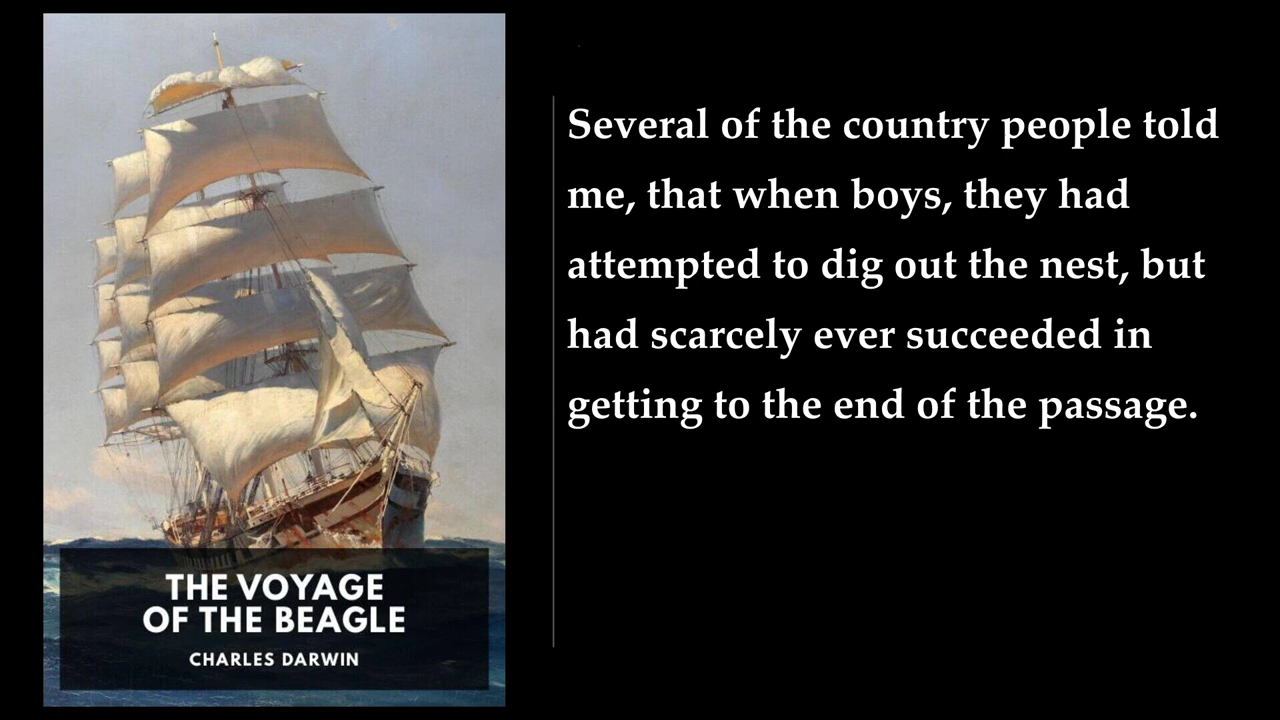 THE VOYAGE
OF THE BEAGLE
CHARLES DARWIN
Several of the country people told
me, that when boys, they had
attempted to dig out the nest, but
had scarcely ever succeeded in
getting to the end of the passage.